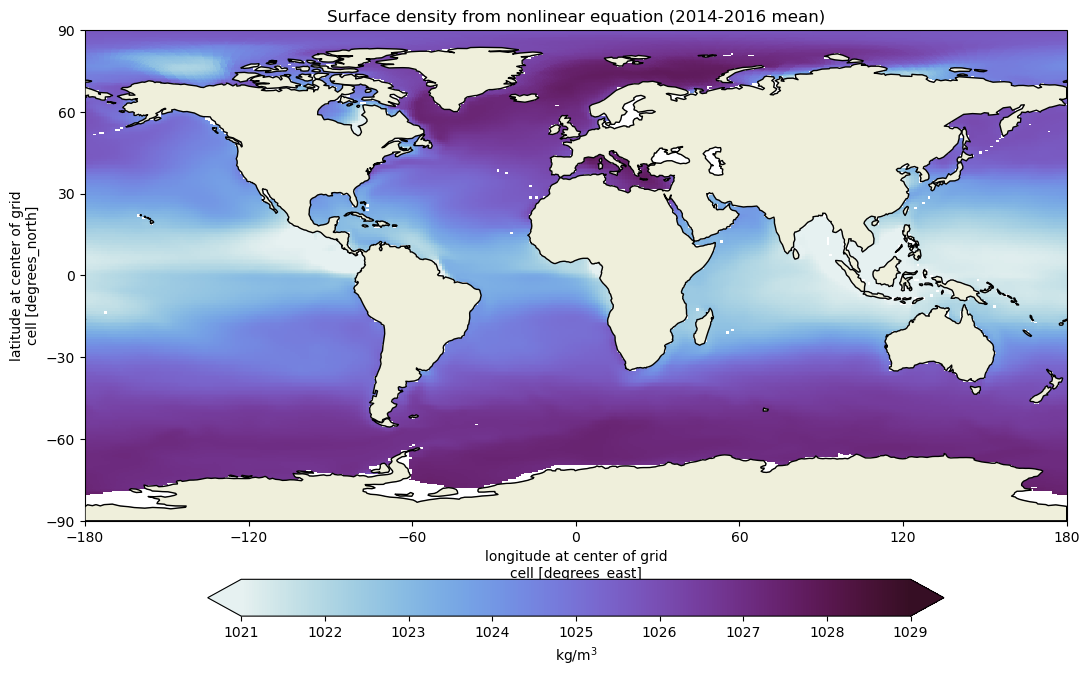 Surface density from nonlinear equation (2014-2016 mean)
90
60
30
0
−30
−60
−90
latitude at center of grid
cell [degrees_north]
−180 −120 −60 0 60 120 180
longitude at center of grid
cell [degrees_east]
1021 1022 1023 1024 1025 1026 1027 1028 1029
kg/m³